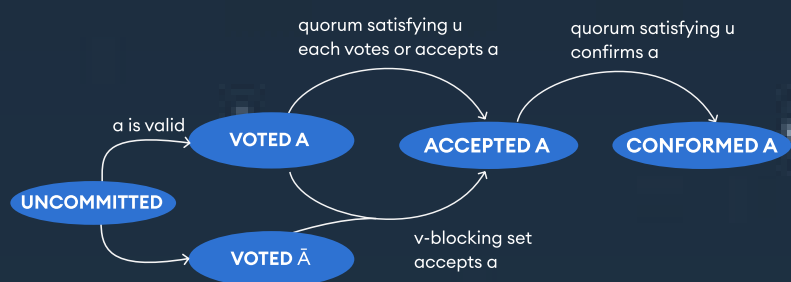 quorum satisfying u
each votes or accepts a
quorum satisfying u
confirms a
a is valid
VOTED A
ACCEPTED A
CONFORMED A
UNCOMMITTED
VOTED Ā
v-blocking set
accepts a